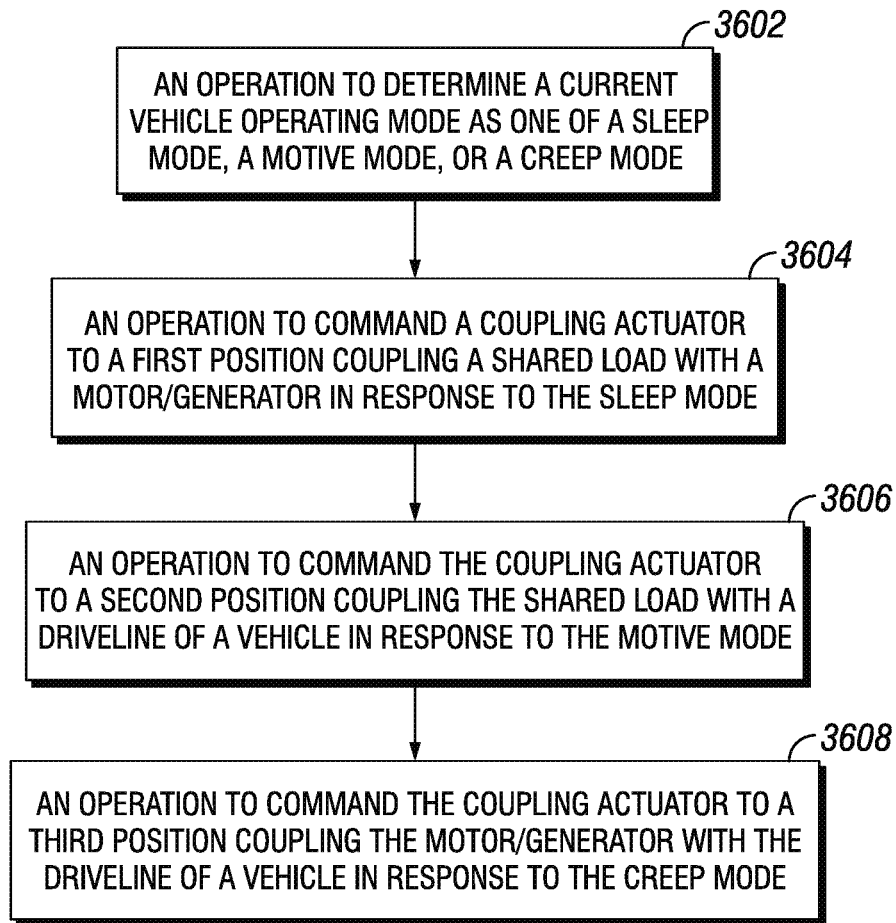 3602
AN OPERATION TO DETERMINE A CURRENT
VEHICLE OPERATING MODE AS ONE OF A SLEEP
MODE, A MOTIVE MODE, OR A CREEP MODE
3604
AN OPERATION TO COMMAND A COUPLING ACTUATOR
TO A FIRST POSITION COUPLING A SHARED LOAD WITH A
MOTOR/GENERATOR IN RESPONSE TO THE SLEEP MODE
3606
AN OPERATION TO COMMAND THE COUPLING ACTUATOR
TO A SECOND POSITION COUPLING THE SHARED LOAD WITH A
DRIVELINE OF A VEHICLE IN RESPONSE TO THE MOTIVE MODE
3608
AN OPERATION TO COMMAND THE COUPLING ACTUATOR TO A
THIRD POSITION COUPLING THE MOTOR/GENERATOR WITH THE
DRIVELINE OF A VEHICLE IN RESPONSE TO THE CREEP MODE